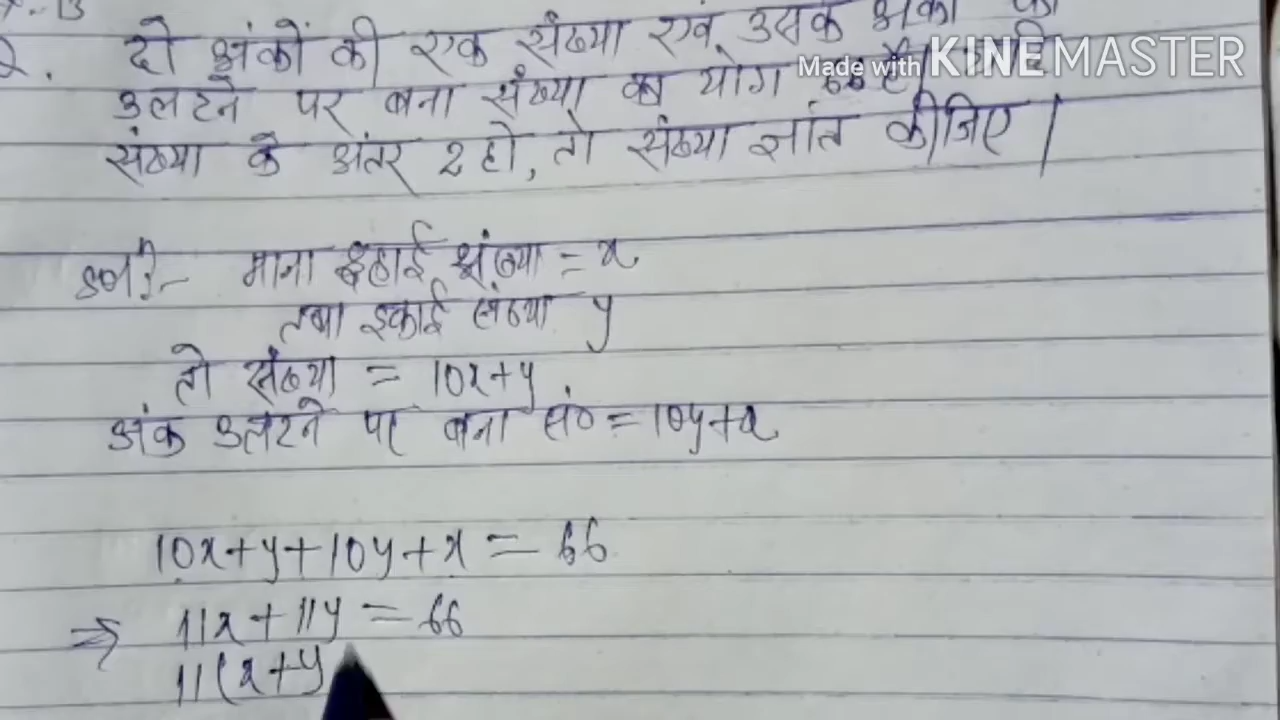 2. दो अंकों की एक संख्या एवं उसके अंको को
Made with KINEMASTER
उलटने पर बना संख्या का योग 66 है। यदि
संख्या के अंतर 2 हो, तो संख्या ज्ञांत कीजिए।
हल :- माना दहाई संख्या = x
तथा इकाई संख्या y
तो संख्या = 10x+y.
अंक उलटने पर बना सं० = 10y+x
10x+y+10y+x = 66
⇒ 11x + 11y = 66
11(x+y